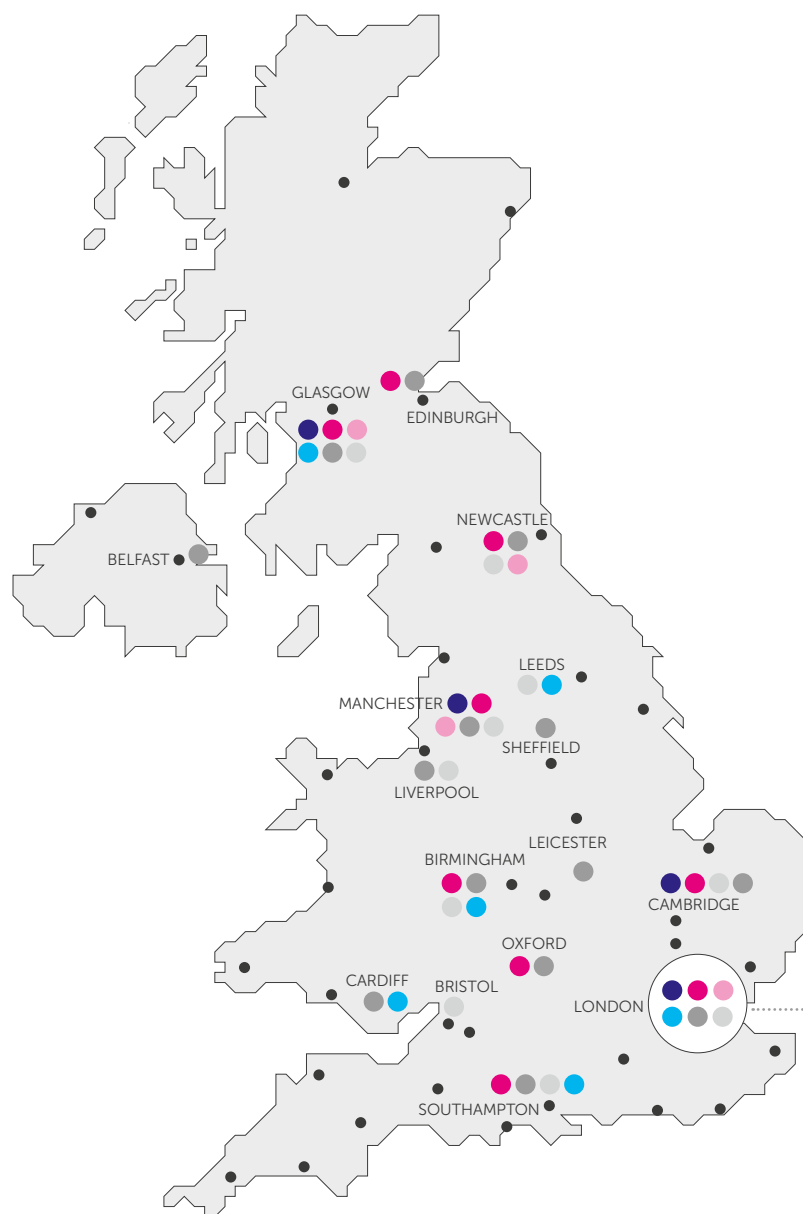 GLASGOW
EDINBURGH
NEWCASTLE
BELFAST
LEEDS
MANCHESTER
SHEFFIELD
LIVERPOOL
LEICESTER
BIRMINGHAM
CAMBRIDGE
OXFORD
CARDIFF
BRISTOL
LONDON
SOUTHAMPTON